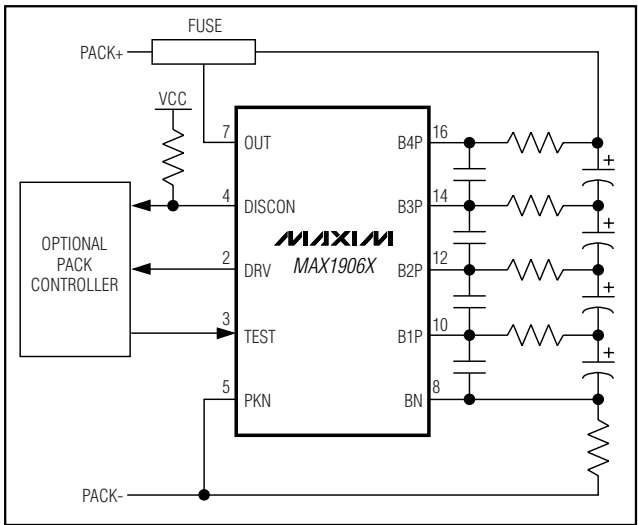 FUSE
PACK+
VCC
7 OUT
B4P 16
4 DISCON
B3P 14
MAXIM
MAX1906X
OPTIONAL
PACK
CONTROLLER
2 DRV
B2P 12
3 TEST
B1P 10
5 PKN
BN 8
PACK-
+
+
+
+